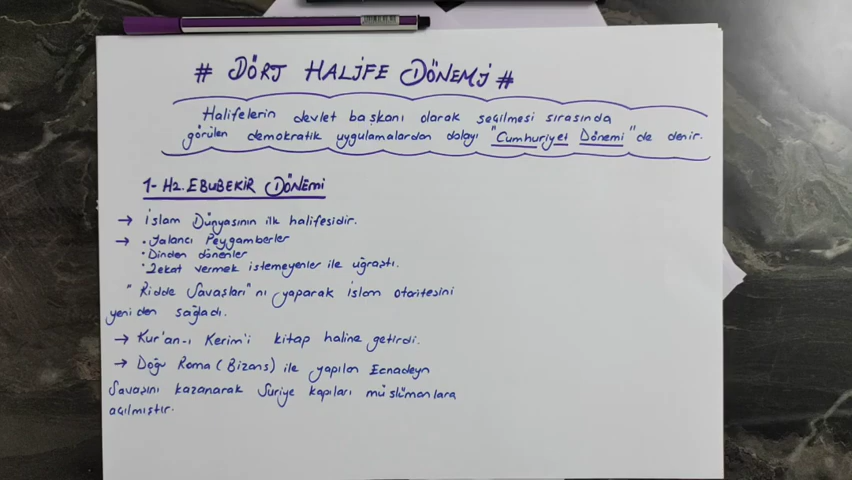 # DÖRT HALİFE DÖNEMİ #
Halifelerin devlet başkanı olarak seçilmesi sırasında
görülen demokratik uygulamalardan dolayı "Cumhuriyet Dönemi" de denir.
1- Hz. EBUBEKİR DÖNEMİ
→ İslam Dünyasının ilk halifesidir.
→ • Yalancı Peygamberler
• Dinden dönenler
• Zekat vermek istemeyenler ile uğraştı.
"Ridde Savaşları"nı yaparak İslam otoritesini
yeniden sağladı.
→ Kur'an-ı Kerim'i kitap haline getirdi.
→ Doğu Roma (Bizans) ile yapılan Ecnadeyn
Savaşını kazanarak Suriye kapıları müslümanlara
açılmıştır.